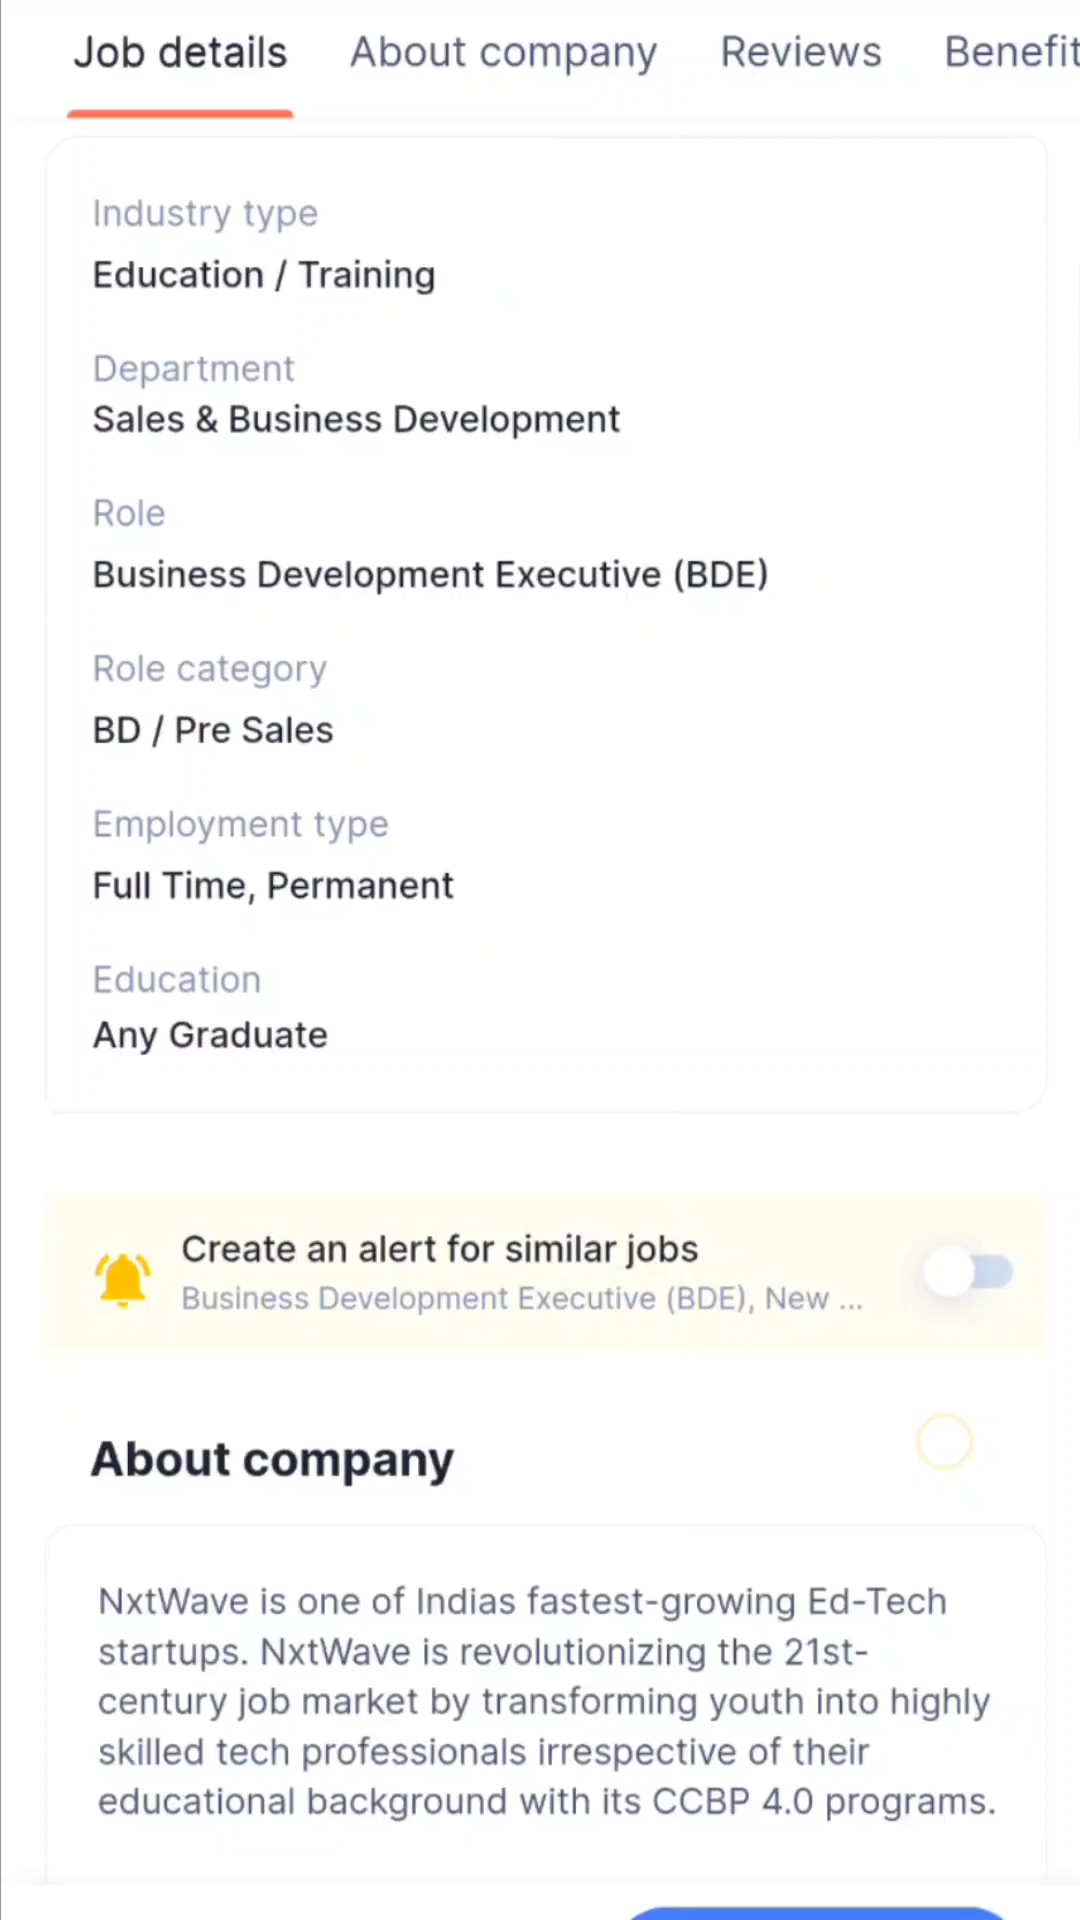 Job details About company Reviews Benefit
Industry type
Education / Training
Department
Sales & Business Development
Role
Business Development Executive (BDE)
Role category
BD / Pre Sales
Employment type
Full Time, Permanent
Education
Any Graduate
Create an alert for similar jobs
Business Development Executive (BDE), New ...
About company
NxtWave is one of Indias fastest-growing Ed-Tech
startups. NxtWave is revolutionizing the 21st-
century job market by transforming youth into highly
skilled tech professionals irrespective of their
educational background with its CCBP 4.0 programs.